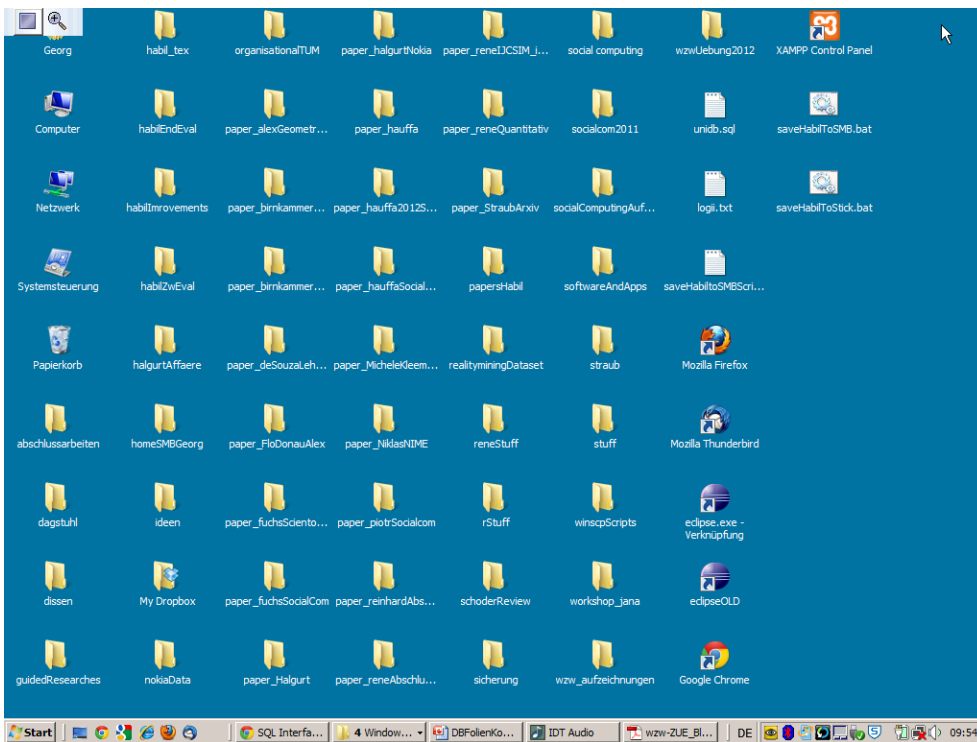 Georg habil_tex organisationalTUM paper_halgurtNokia paper_reneIJCSIM_i... social computing wzwUebung2012 XAMPP Control Panel
Computer habilEndEval paper_alexGeometr... paper_hauffa paper_reneQuantitativ socialcom2011 unidb.sql saveHabilToSMB.bat
Netzwerk habilImrovements paper_birnkammer... paper_hauffa2012S... paper_StraubArxiv socialComputingAuf... logii.txt saveHabilToStick.bat
Systemsteuerung habilZwEval paper_birnkammer... paper_hauffaSocial... papersHabil softwareAndApps saveHabiltoSMBScri...
Papierkorb halgurtAffaere paper_deSouzaLeh... paper_MicheleKleem... realityminingDataset straub Mozilla Firefox
abschlussarbeiten homeSMBGeorg paper_FloDonauAlex paper_NiklasNIME reneStuff stuff Mozilla Thunderbird
dagstuhl ideen paper_fuchsSciento... paper_piotrSocialcom rStuff winscpScripts eclipse.exe -
Verknüpfung
dissen My Dropbox paper_fuchsSocialCom paper_reinhardAbs... schoderReview workshop_jana eclipseOLD
guidedResearches nokiaData paper_Halgurt paper_reneAbschlu... sicherung wzw_aufzeichnungen Google Chrome
Start SQL Interfa... 4 Window... DBFolienKo... IDT Audio wzw-ZUE_Bl... DE 09:54